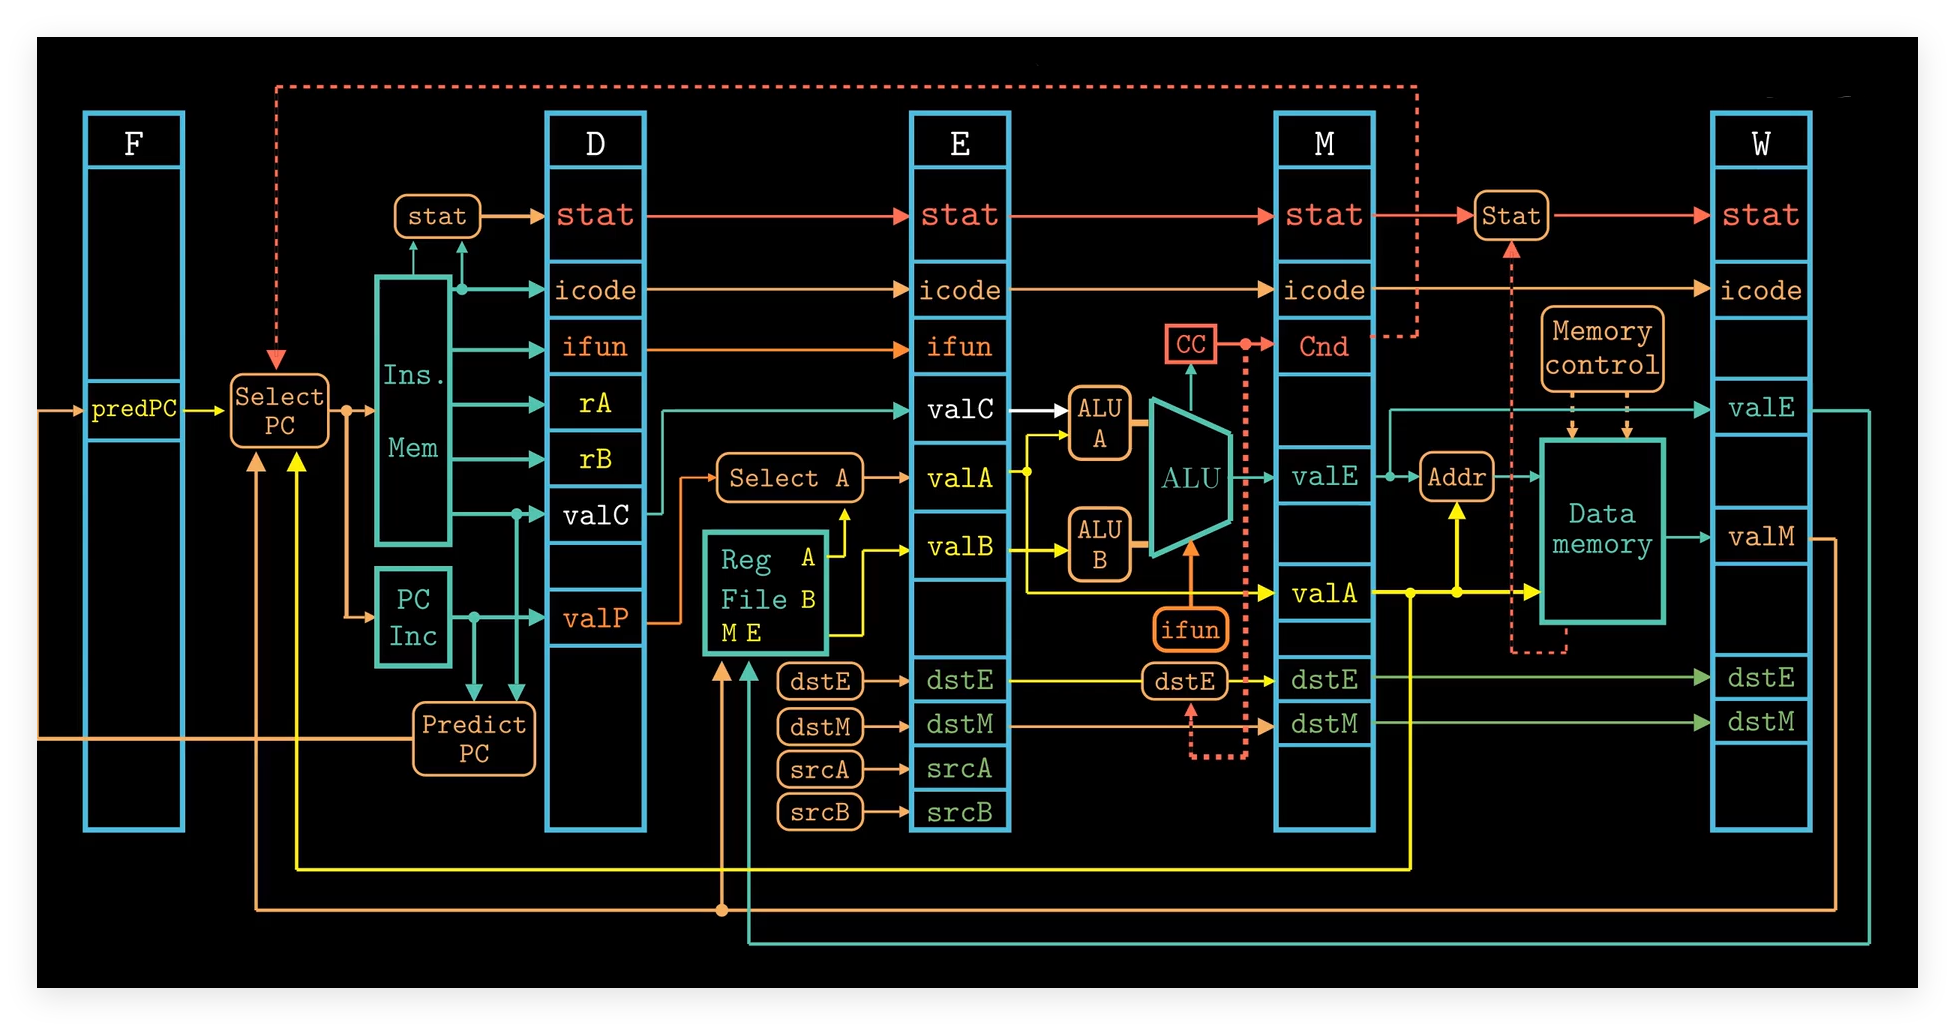 F
predPC
Select
PC
stat
Ins.
Mem
PC
Inc
Predict
PC
D
stat
icode
ifun
rA
rB
valC
valP
Select A
Reg A
File B
M E
dstE
dstM
srcA
srcB
E
stat
icode
ifun
valC
valA
valB
dstE
dstM
srcA
srcB
ALU
A
ALU
B
CC
ALU
ifun
dstE
M
stat
icode
Cnd
valE
valA
dstE
dstM
Stat
Memory
control
Addr
Data
memory
W
stat
icode
valE
valM
dstE
dstM